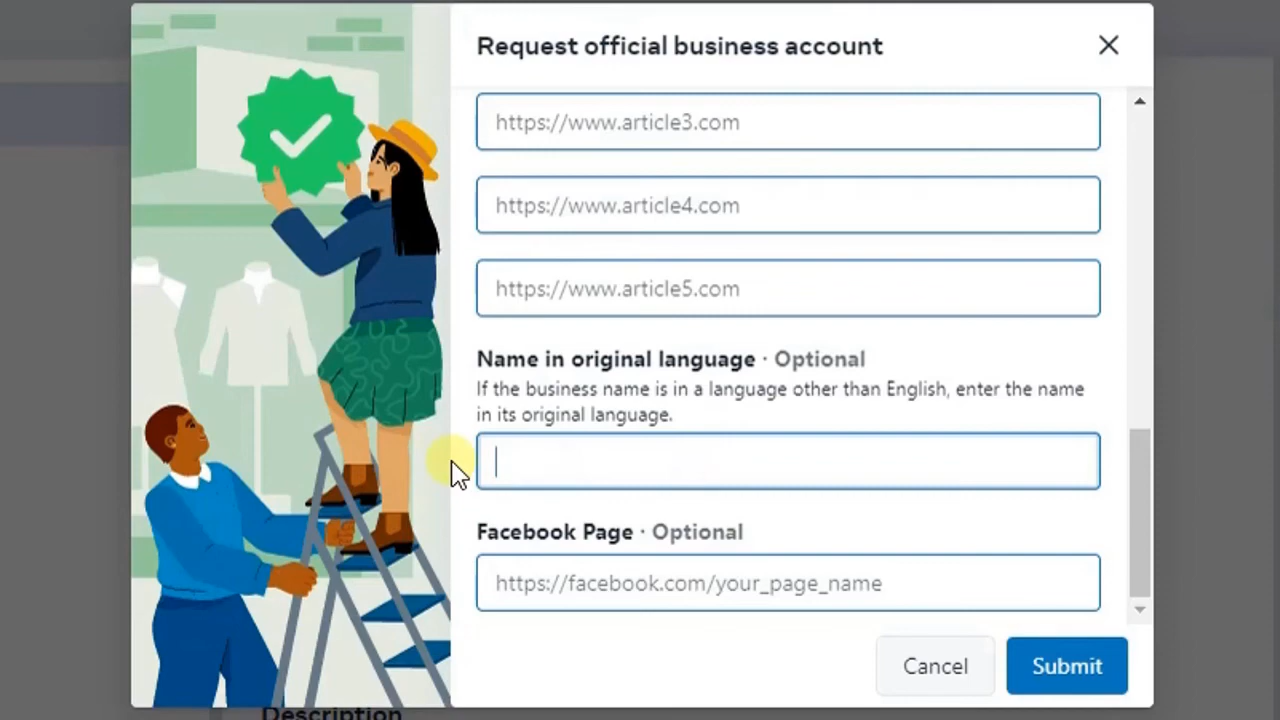 Request official business account
https://www.article3.com
https://www.article4.com
https://www.article5.com
Name in original language · Optional
If the business name is in a language other than English, enter the name
in its original language.
Facebook Page · Optional
https://facebook.com/your_page_name
Cancel
Submit
Description